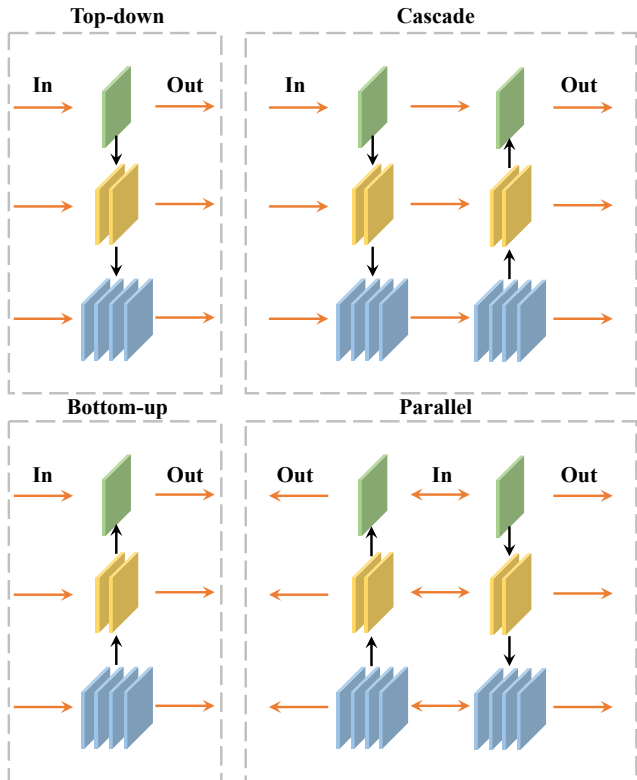 Top-down
In
Out
Cascade
In
Out
Bottom-up
In
Out
Parallel
Out
In
Out